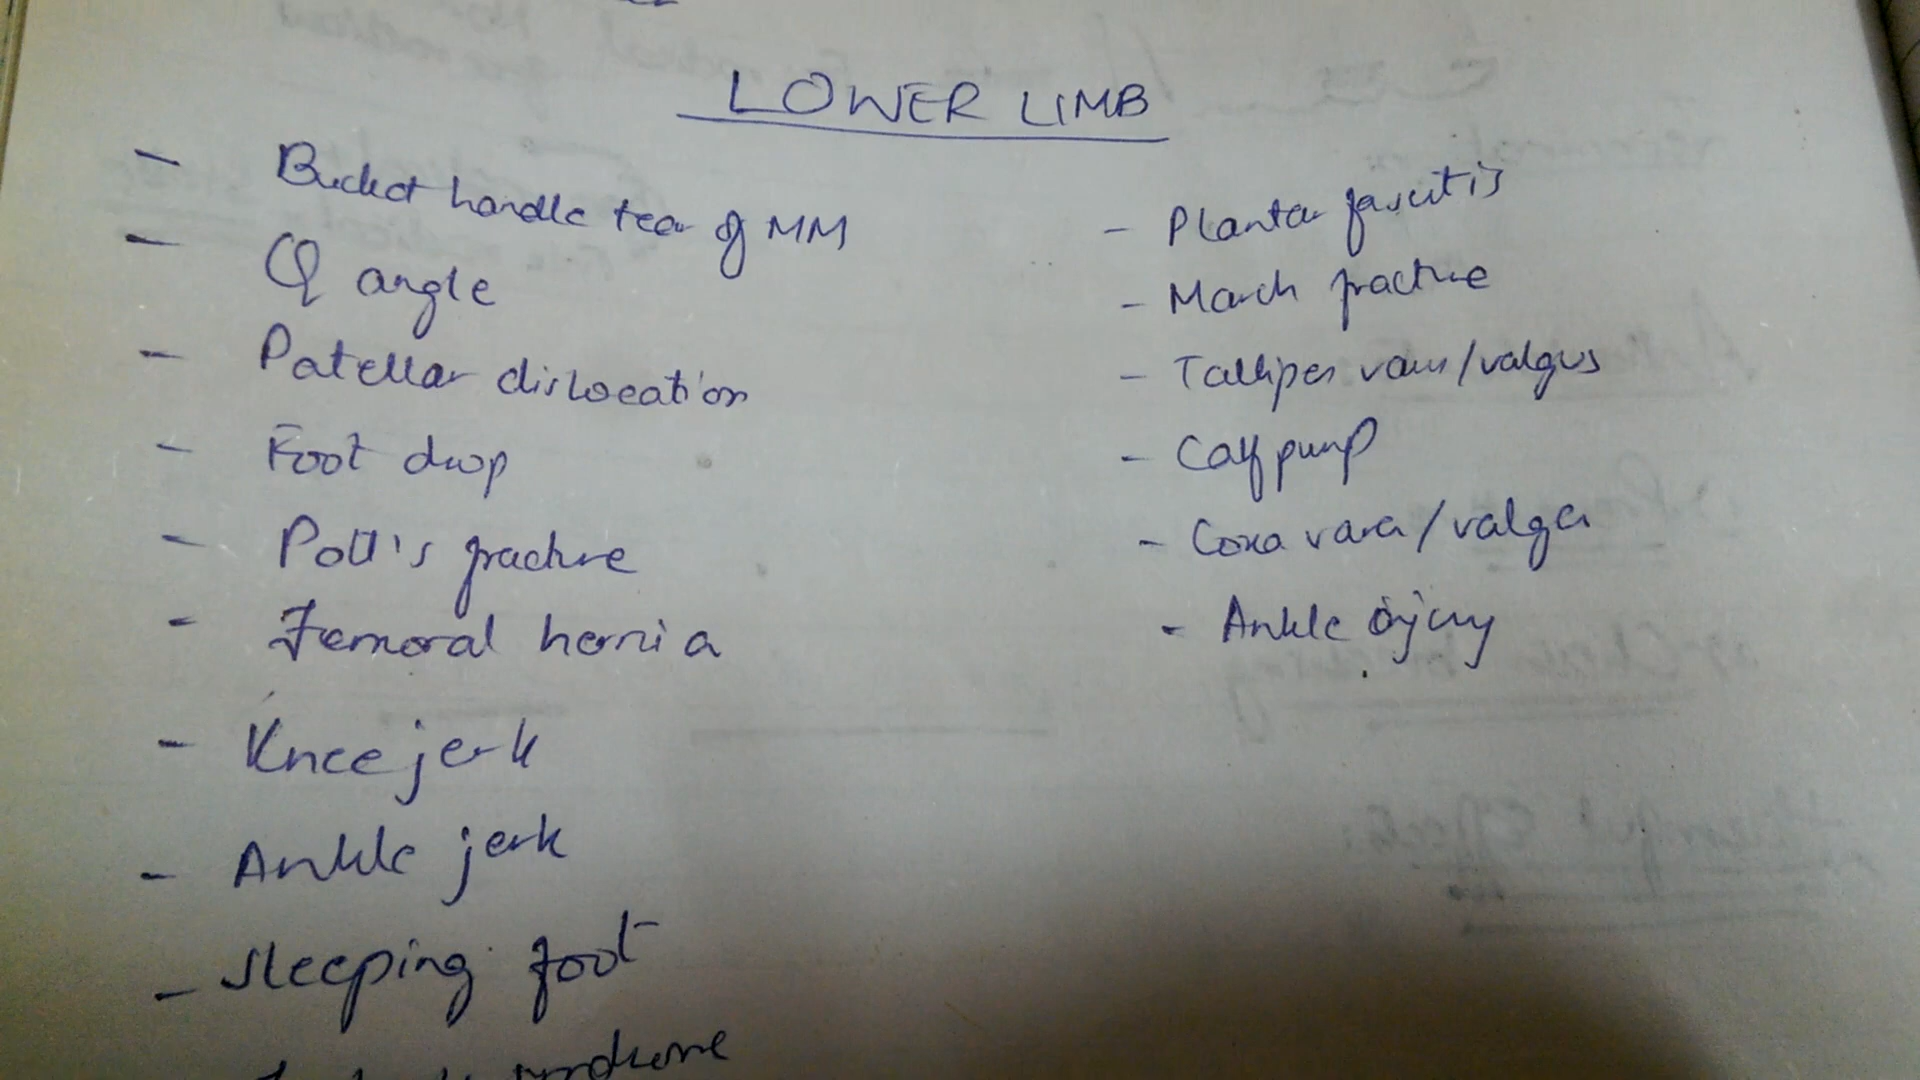 LOWER LIMB
- Bucket handle tear of MM
- Q angle
- Patellar dislocation
- Foot drop
- Pott's fracture
- Femoral hernia
- Knee jerk
- Ankle jerk
- Sleeping foot
syndrome
- Plantar fascitis
- March fracture
- Tallipes varus/valgus
- Calf pump
- Coxa vara/valga
- Ankle injury